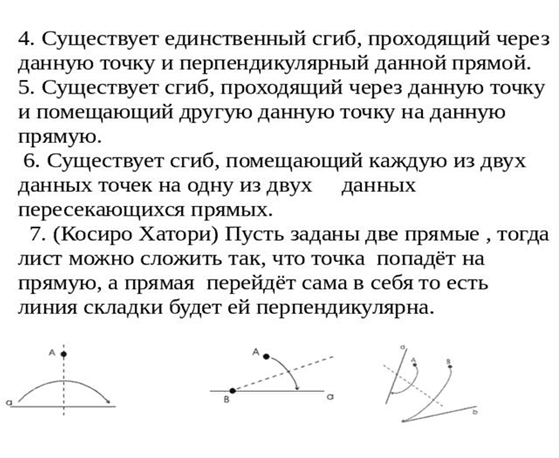 4. Существует единственный сгиб, проходящий через
данную точку и перпендикулярный данной прямой.
5. Существует сгиб, проходящий через данную точку
и помещающий другую данную точку на данную
прямую.
6. Существует сгиб, помещающий каждую из двух
данных точек на одну из двух данных
пересекающихся прямых.
7. (Косиро Хатори) Пусть заданы две прямые , тогда
лист можно сложить так, что точка попадёт на
прямую, а прямая перейдёт сама в себя то есть
линия складки будет ей перпендикулярна.
A
a
A
B
a
a
A
B
b